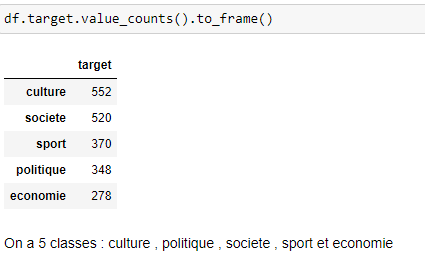 df.target.value_counts().to_frame()
target
culture 552
societe 520
sport 370
politique 348
economie 278
On a 5 classes : culture , politique , societe , sport et economie